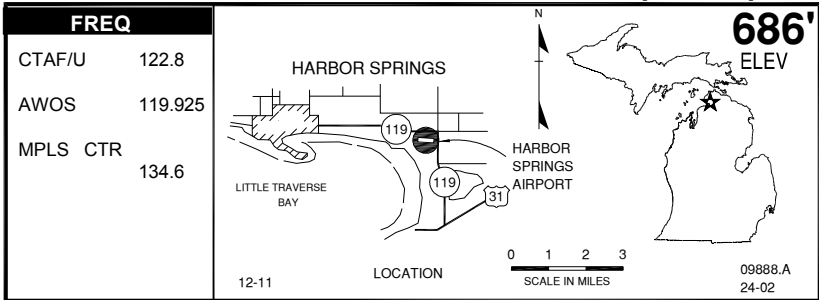 FREQ
CTAF/U 122.8
AWOS 119.925
MPLS CTR
134.6
HARBOR SPRINGS
119
119
31
LITTLE TRAVERSE
BAY
HARBOR
SPRINGS
AIRPORT
N
686'
ELEV
0 1 2 3
SCALE IN MILES
12-11
LOCATION
09888.A
24-02